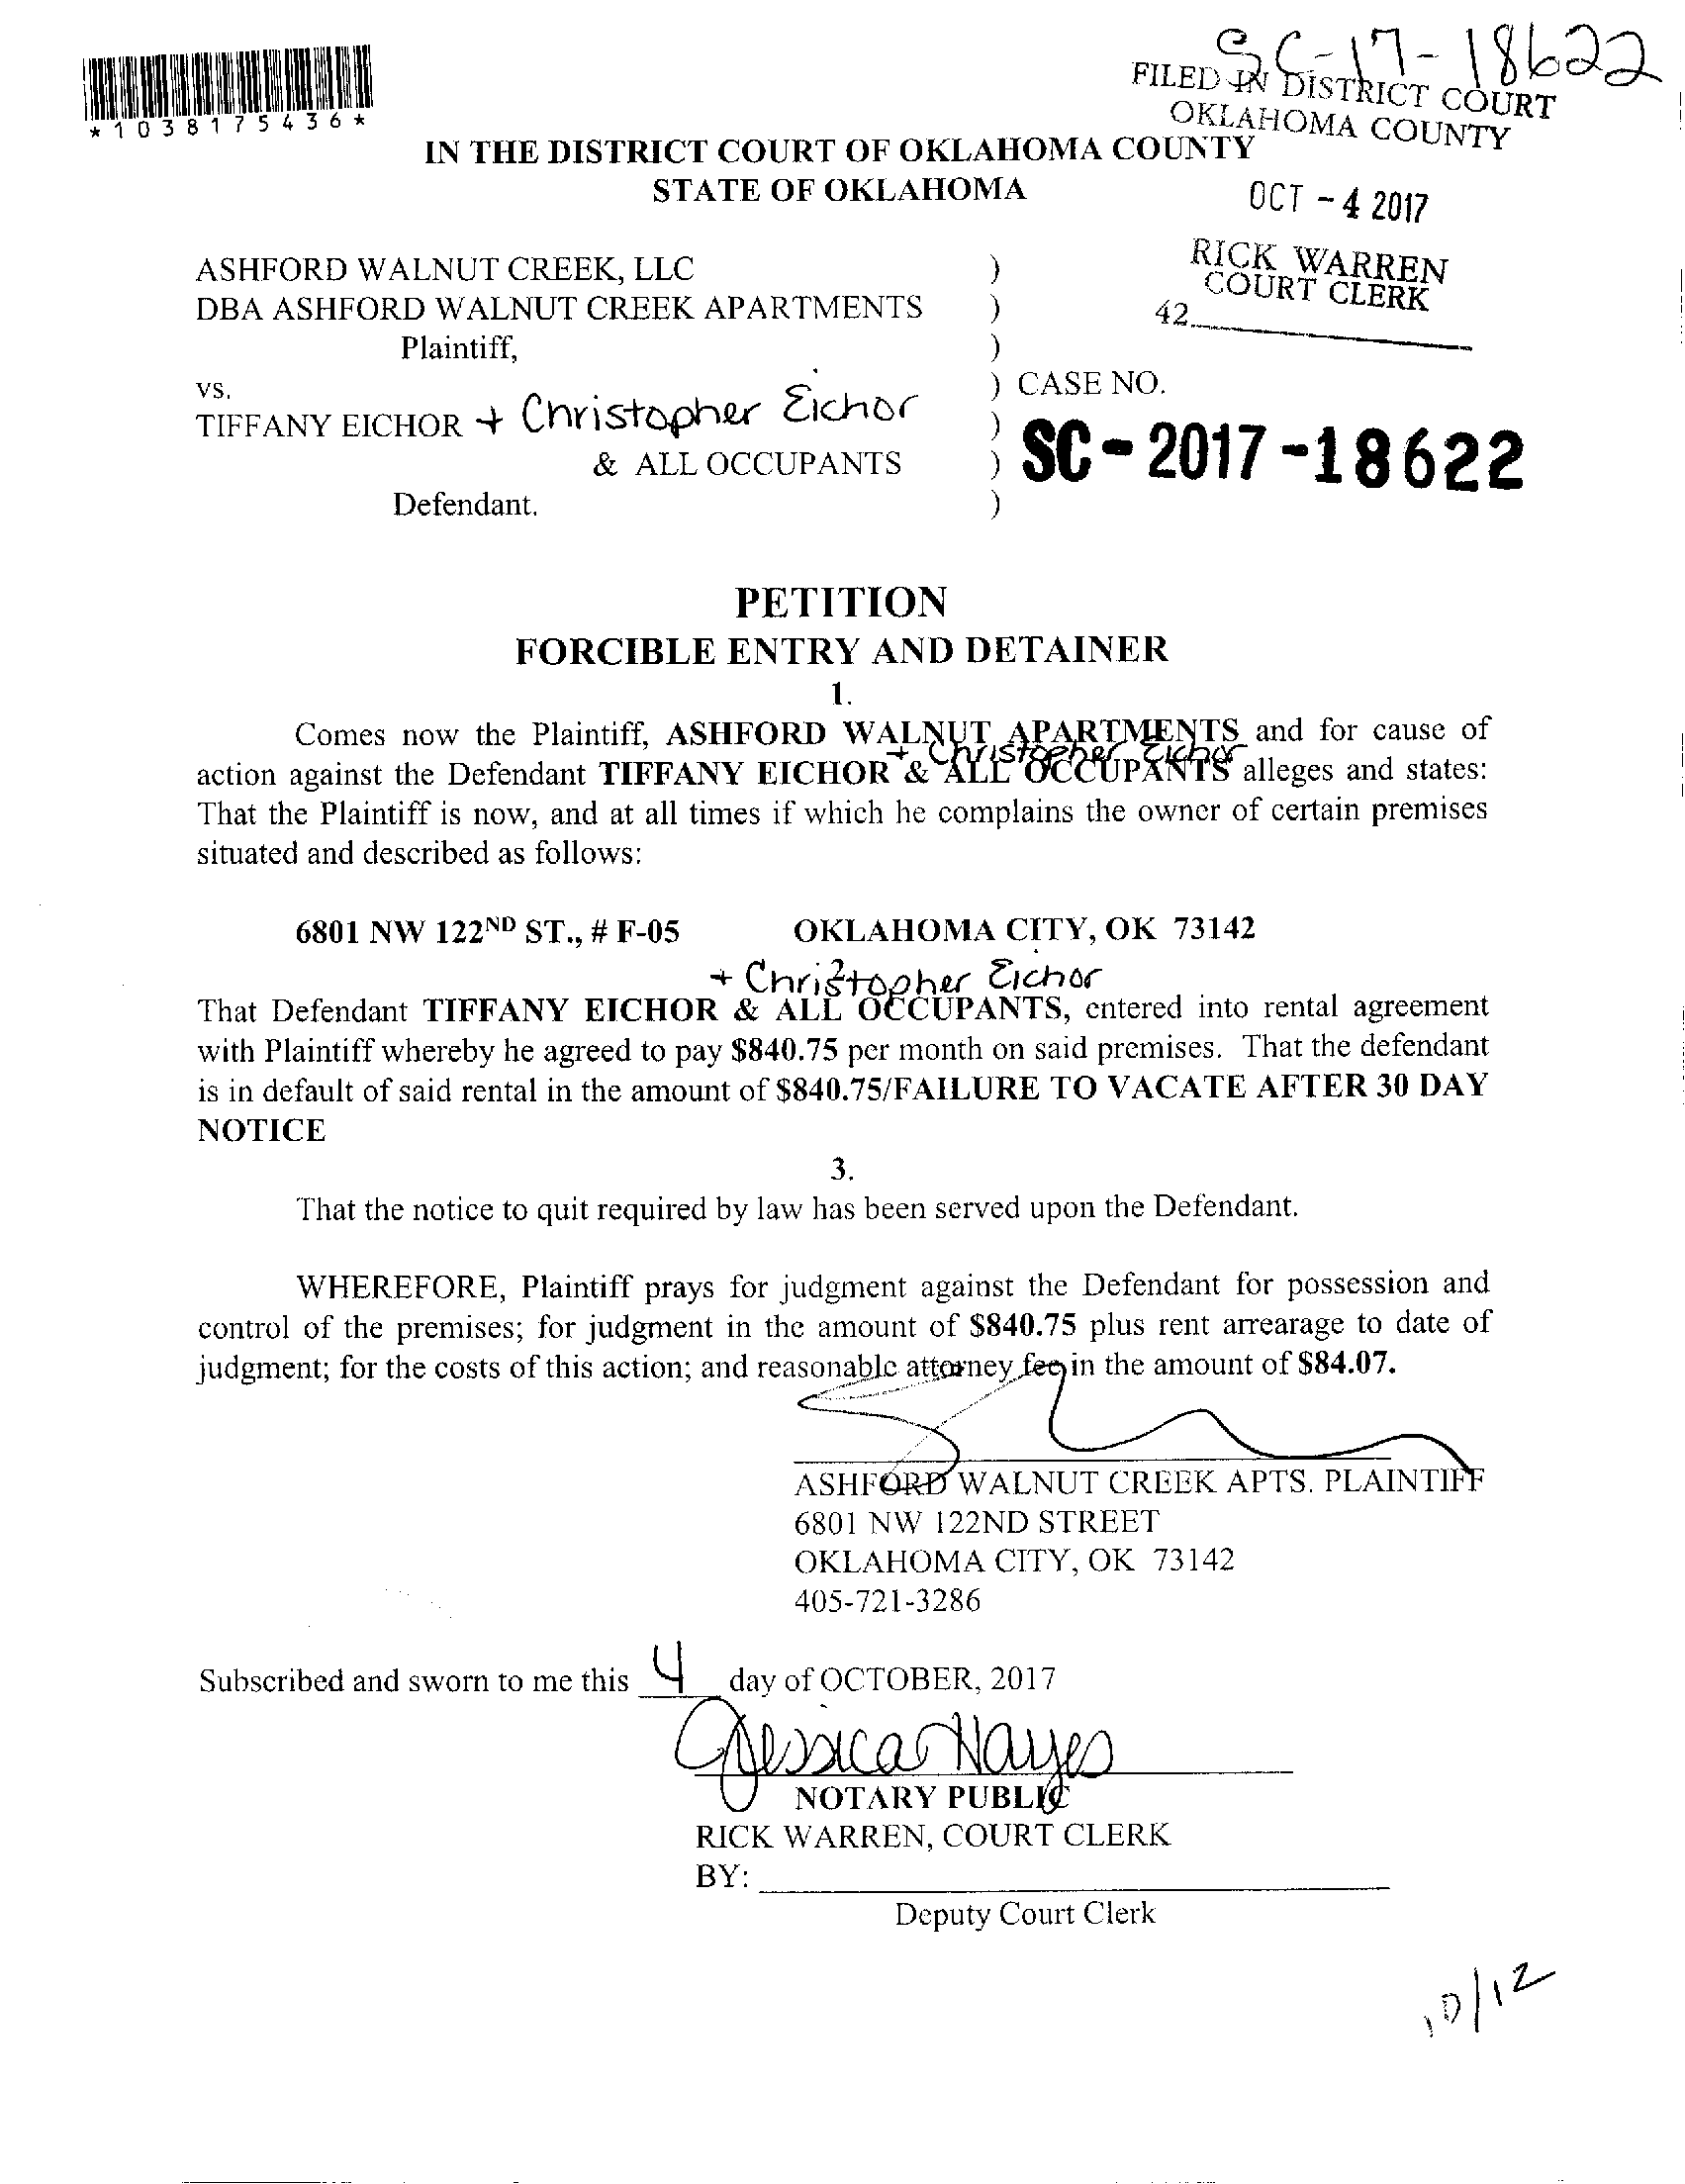 SC-17-18622
*1038175436*
FILED IN DISTRICT COURT
OKLAHOMA COUNTY
IN THE DISTRICT COURT OF OKLAHOMA COUNTY
STATE OF OKLAHOMA
OCT - 4 2017
RICK WARREN
COURT CLERK
42
ASHFORD WALNUT CREEK, LLC )
DBA ASHFORD WALNUT CREEK APARTMENTS )
Plaintiff, )
vs. ) CASE NO.
TIFFANY EICHOR + Christopher Eichor )
& ALL OCCUPANTS ) SC-2017-18622
Defendant. )
PETITION
FORCIBLE ENTRY AND DETAINER
1.
Comes now the Plaintiff, ASHFORD WALNUT APARTMENTS and for cause of
+ Christopher Eichor
action against the Defendant TIFFANY EICHOR & ALL OCCUPANTS alleges and states:
That the Plaintiff is now, and at all times if which he complains the owner of certain premises
situated and described as follows:
6801 NW 122ND ST., # F-05 OKLAHOMA CITY, OK 73142
2.
+ Christopher Eichor
That Defendant TIFFANY EICHOR & ALL OCCUPANTS, entered into rental agreement
with Plaintiff whereby he agreed to pay $840.75 per month on said premises. That the defendant
is in default of said rental in the amount of $840.75/FAILURE TO VACATE AFTER 30 DAY
NOTICE
3.
That the notice to quit required by law has been served upon the Defendant.
WHEREFORE, Plaintiff prays for judgment against the Defendant for possession and
control of the premises; for judgment in the amount of $840.75 plus rent arrearage to date of
judgment; for the costs of this action; and reasonable attorney fee in the amount of $84.07.
ASHFORD WALNUT CREEK APTS. PLAINTIFF
6801 NW 122ND STREET
OKLAHOMA CITY, OK 73142
405-721-3286
Subscribed and sworn to me this 4 day of OCTOBER, 2017
Jessica Hayes
NOTARY PUBLIC
RICK WARREN, COURT CLERK
BY:
Deputy Court Clerk
10/12